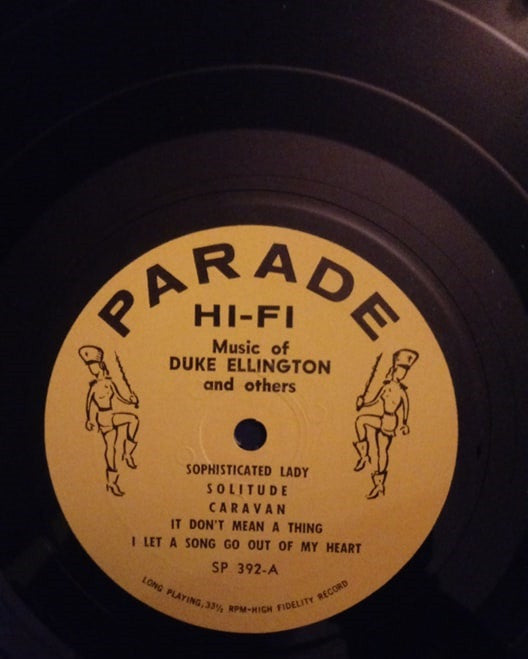 PARADE
HI-FI
Music of
DUKE ELLINGTON
and others
SOPHISTICATED LADY
SOLITUDE
CARAVAN
IT DON'T MEAN A THING
I LET A SONG GO OUT OF MY HEART
SP 392-A
LONG PLAYING, 33⅓ RPM-HIGH FIDELITY RECORD